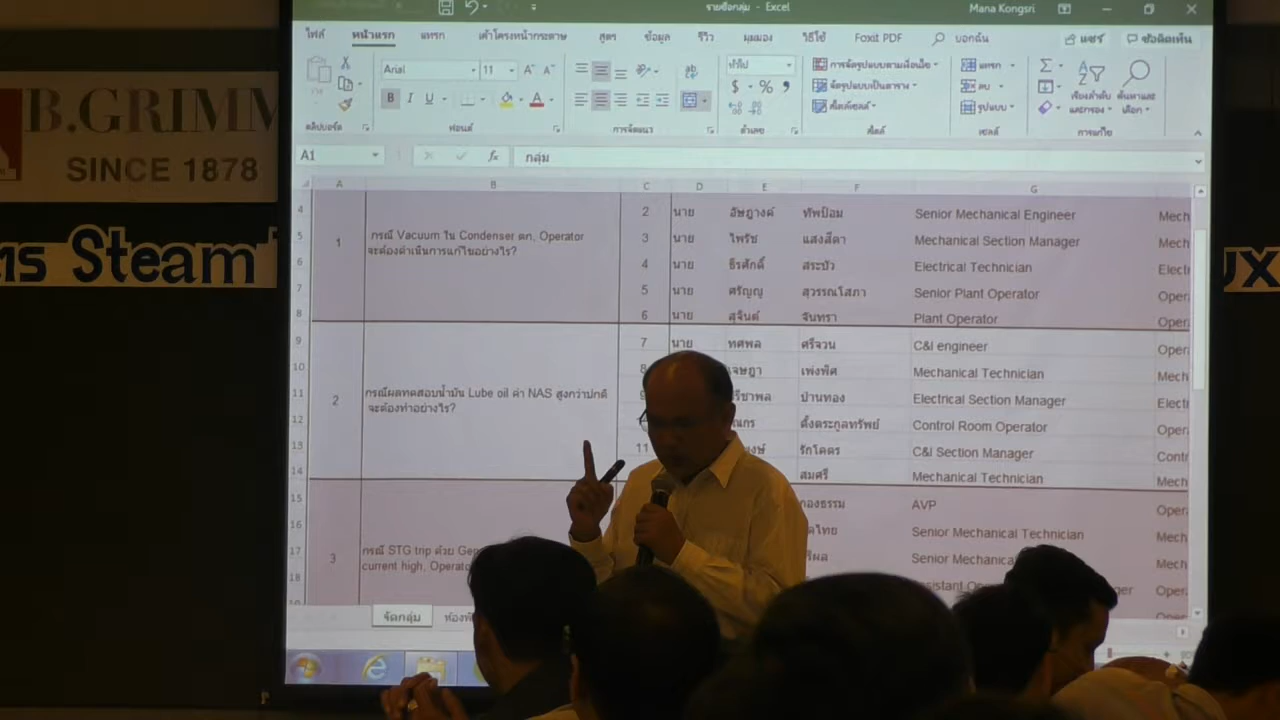 รายชื่อกลุ่ม - Excel
Mana Kongsri
ไฟล์ หน้าแรก แทรก เค้าโครงหน้ากระดาษ สูตร ข้อมูล รีวิว มุมมอง วิธีใช้ Foxit PDF บอกฉัน แชร์ ข้อคิดเห็น
Arial 11 ทั่วไป การจัดรูปแบบตามเงื่อนไข แทรก
B I U $ % จัดรูปแบบเป็นตาราง ลบ เรียงลำดับ ค้นหาและ
สไตล์เซลล์ รูปแบบ และกรอง เลือก
คลิปบอร์ด ฟอนต์ การจัดแนว ตัวเลข สไตล์ เซลล์ การแก้ไข
A1 fx กลุ่ม
A B C D E F G
4 2 นาย อัษฎางค์ ทัพป้อม Senior Mechanical Engineer Mech
5 1 กรณี Vacuum ใน Condenser ตก, Operator 3 นาย ไพรัช แสงสีดา Mechanical Section Manager Mech
จะต้องดำเนินการแก้ไขอย่างไร?
6 4 นาย ธีรศักดิ์ สระบัว Electrical Technician Electr
7 5 นาย ศรัญญู สุวรรณโสภา Senior Plant Operator Oper
8 6 นาย สุจินต์ จันทรา Plant Operator Oper
9 7 นาย ทศพล ศรีจวน C&I engineer Oper
10 8 เจษฎา เพ่งพิศ Mechanical Technician Mech
11 2 กรณีผลทดสอบน้ำมัน Lube oil ค่า NAS สูงกว่าปกติ ป่านทอง Electrical Section Manager Electr
จะต้องทำอย่างไร?
12 ตั้งตระกูลทรัพย์ Control Room Operator Oper
13 11 รักโคตร C&I Section Manager Contr
14 สมศรี Mechanical Technician Mech
15 AVP Oper
16 Senior Mechanical Technician Mech
17 3 กรณี STG trip ด้วย Ge Senior Mechanica Mech
current high, Operato
18 Oper
จัดกลุ่ม
B.GRIMM
SINCE 1878
Steam